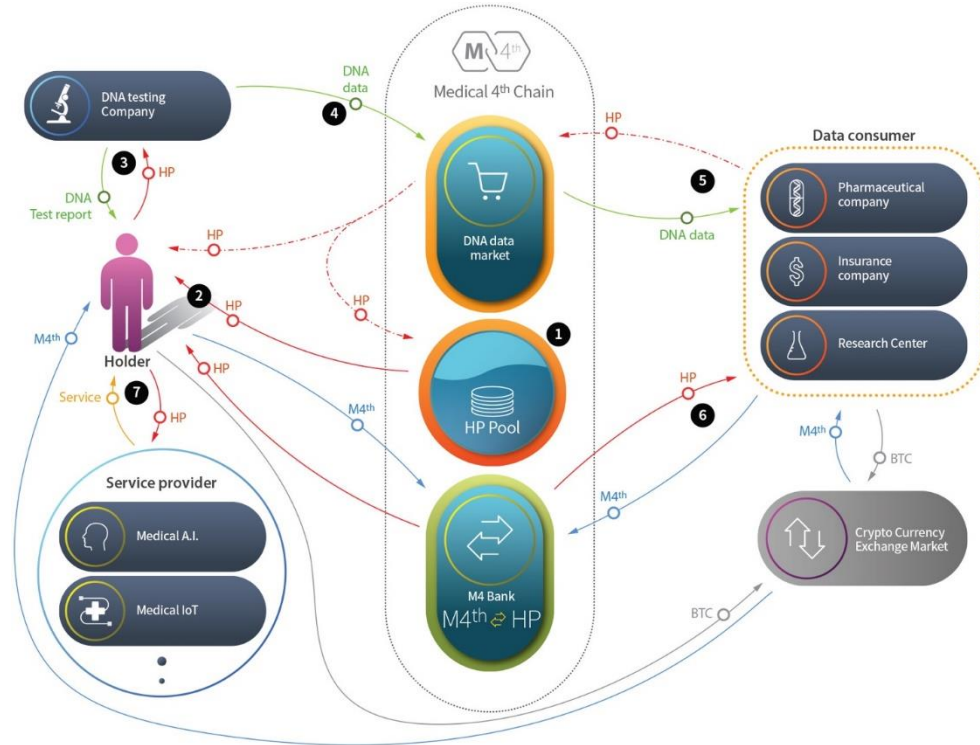 M 4th
Medical 4th Chain
DNA testing
Company
DNA
data
4
3
HP
DNA
Test report
HP
5
DNA data
Data consumer
Pharmaceutical
company
Insurance
company
Research Center
DNA data
market
HP
HP
2
HP
1
HP Pool
M4th
Holder
HP
M4th
HP
6
7
Service
HP
M4th
M4th
BTC
Service provider
Medical A.I.
Medical IoT
M4 Bank
M4th ⇄ HP
Crypto Currency
Exchange Market
BTC